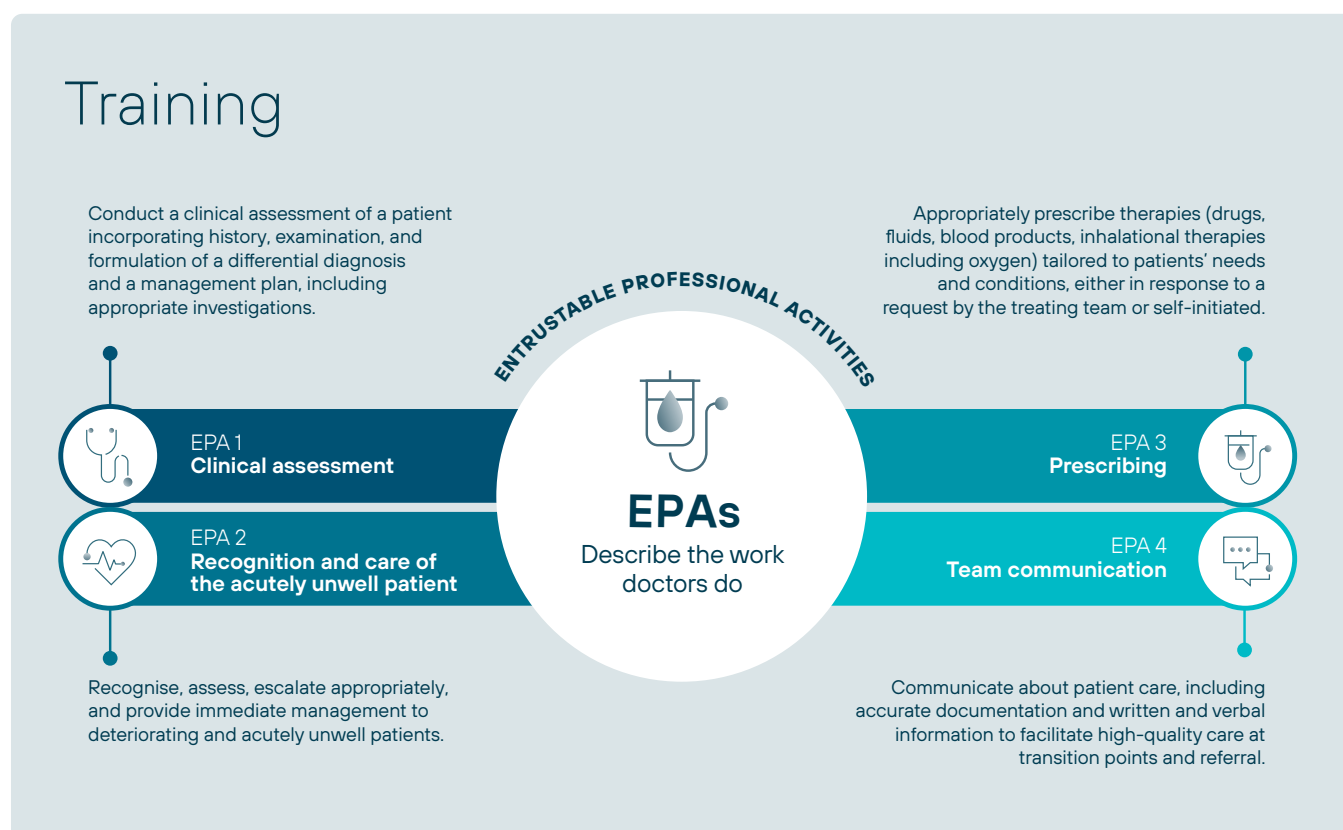 Training
Conduct a clinical assessment of a patient
incorporating history, examination, and
formulation of a differential diagnosis
and a management plan, including
appropriate investigations.
Appropriately prescribe therapies (drugs,
fluids, blood products, inhalational therapies
including oxygen) tailored to patients’ needs
and conditions, either in response to a
request by the treating team or self-initiated.
ENTRUSTABLE PROFESSIONAL ACTIVITIES
EPA 1
Clinical assessment
EPA 2
Recognition and care of
the acutely unwell patient
EPAs
Describe the work
doctors do
EPA 3
Prescribing
EPA 4
Team communication
Recognise, assess, escalate appropriately,
and provide immediate management to
deteriorating and acutely unwell patients.
Communicate about patient care, including
accurate documentation and written and verbal
information to facilitate high-quality care at
transition points and referral.